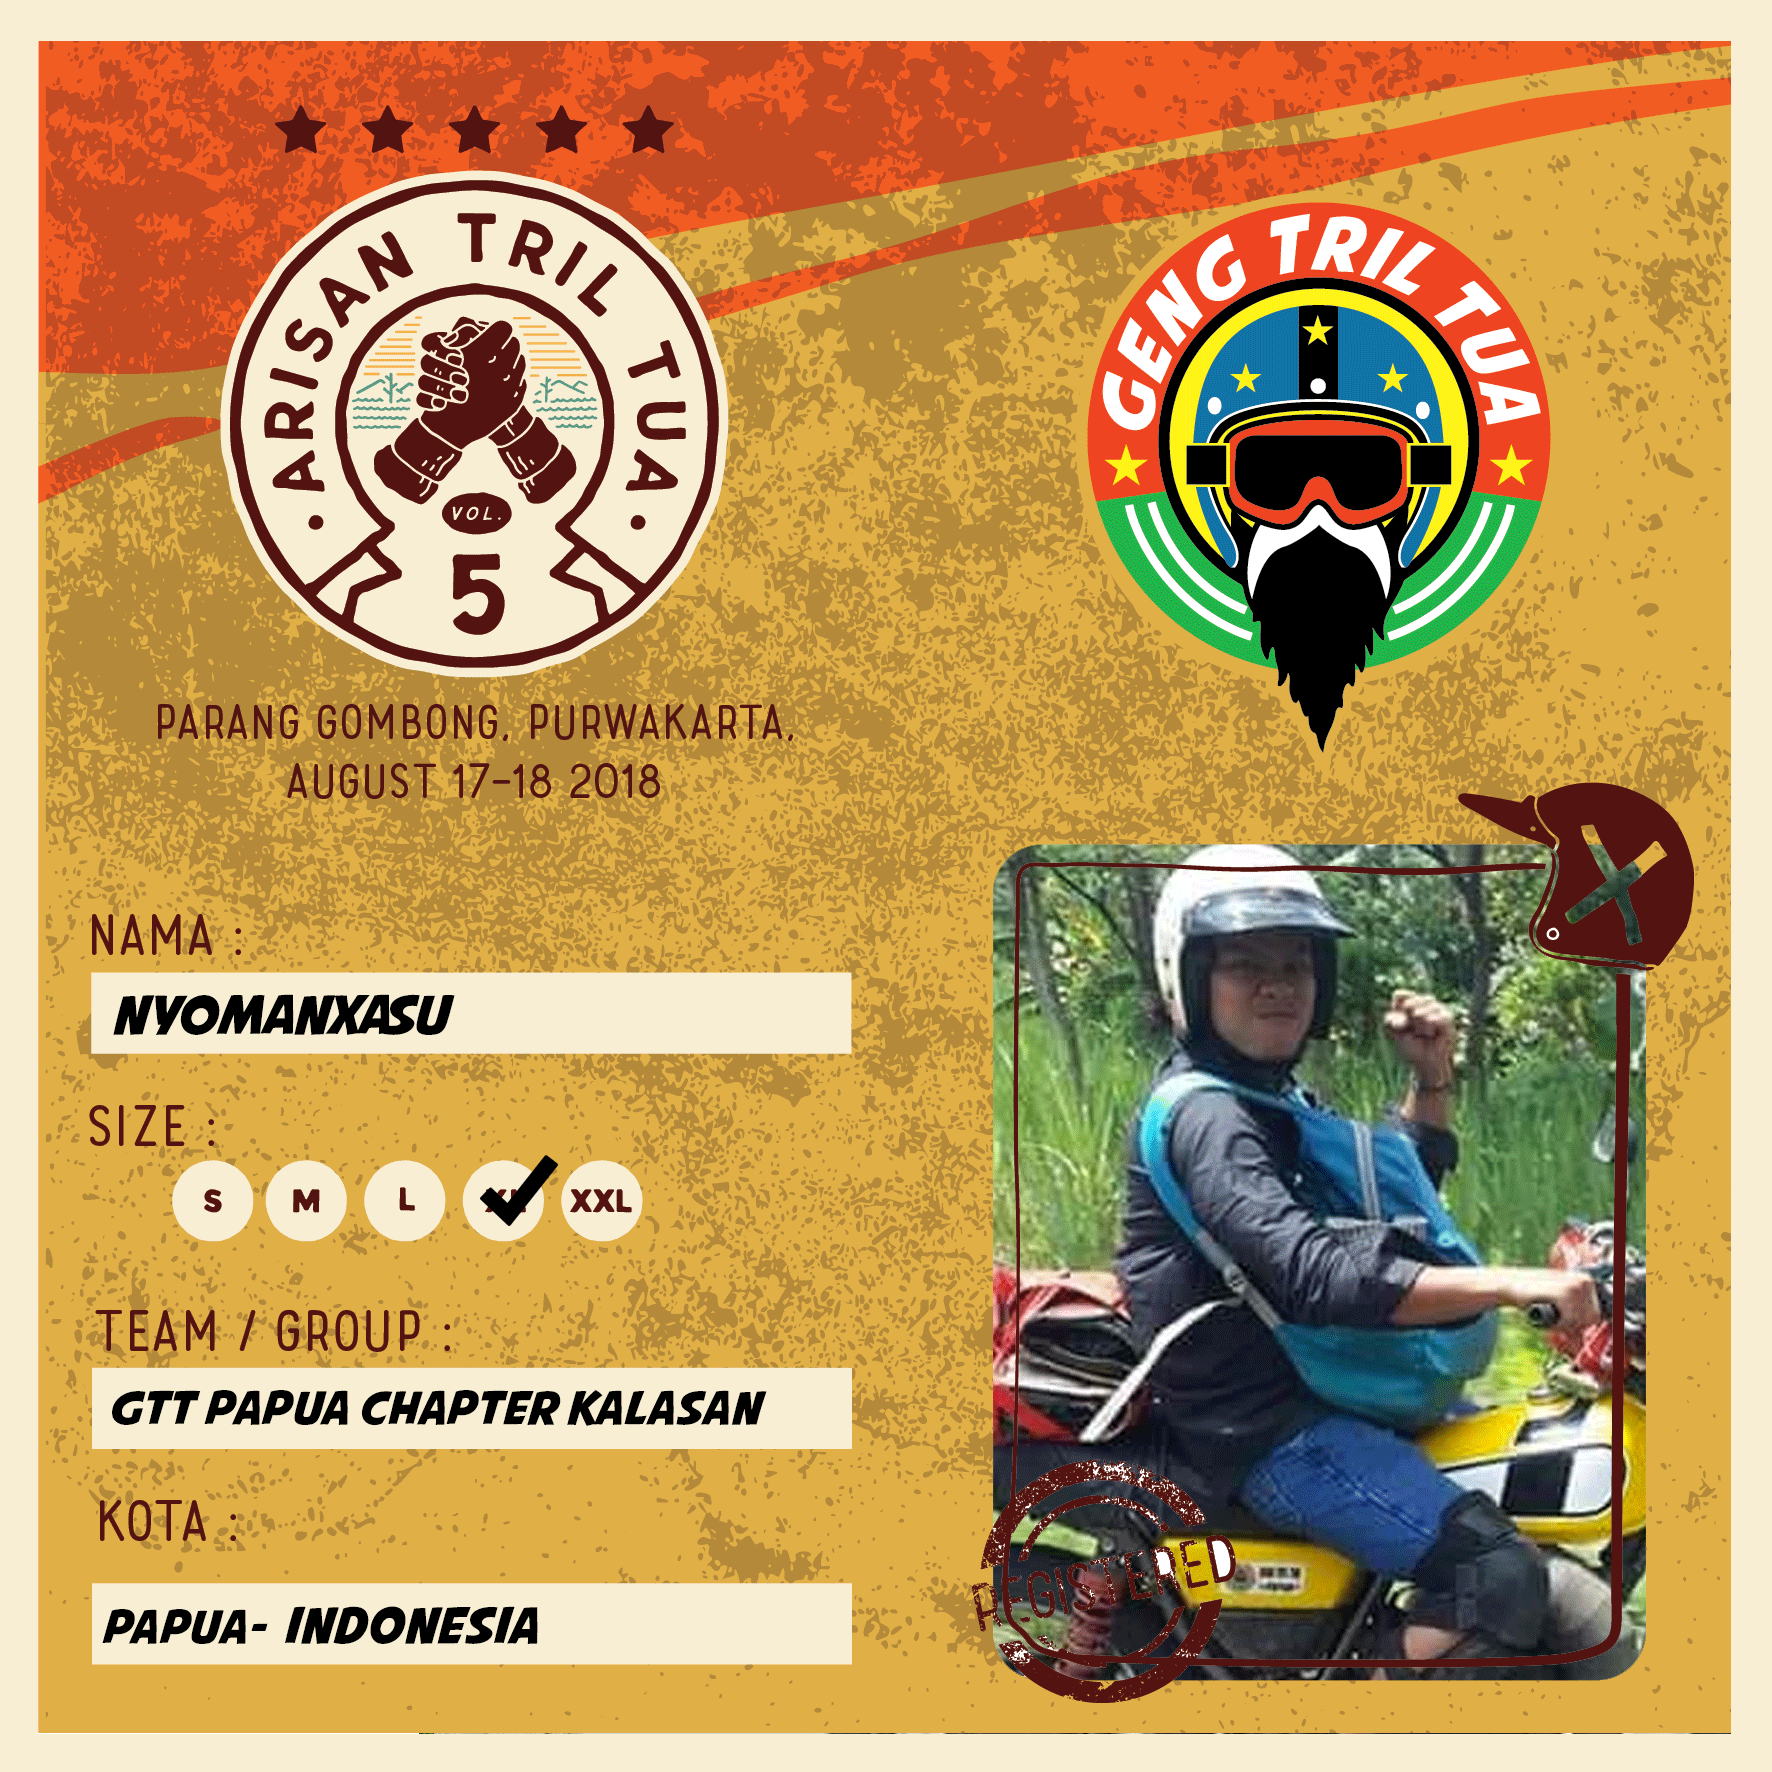 ARISAN TRIL TUA
VOL.
5
GENG TRIL TUA
PARANG GOMBONG, PURWAKARTA,
AUGUST 17-18 2018
NAMA :
NYOMANXASU
SIZE :
S M L XL XXL
TEAM / GROUP :
GTT PAPUA CHAPTER KALASAN
KOTA :
PAPUA- INDONESIA
REGISTERED